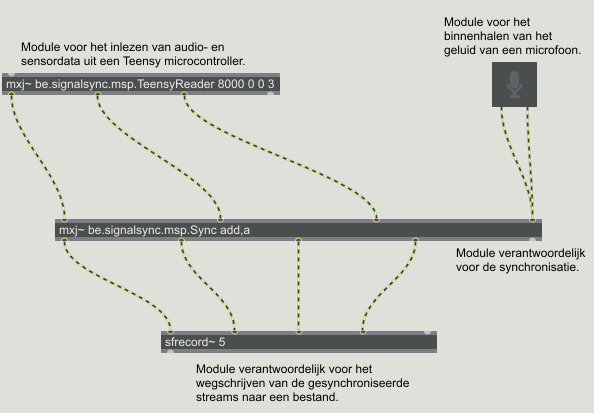 Module voor het
binnenhalen van het
geluid van een microfoon.
Module voor het inlezen van audio- en
sensordata uit een Teensy microcontroller.
mxj~ be.signalsync.msp.TeensyReader 8000 0 0 3
mxj~ be.signalsync.msp.Sync add,a
Module verantwoordelijk
voor de synchronisatie.
sfrecord~ 5
Module verantwoordelijk voor het
wegschrijven van de gesynchroniseerde
streams naar een bestand.